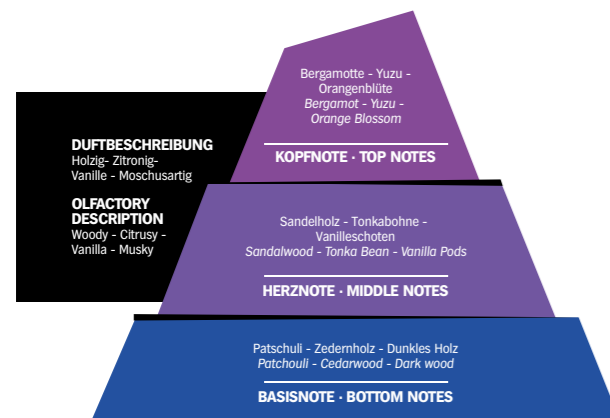 Bergamotte - Yuzu -
Orangenblüte
Bergamot - Yuzu -
Orange Blossom
KOPFNOTE · TOP NOTES
DUFTBESCHREIBUNG
Holzig- Zitronig-
Vanille - Moschusartig
OLFACTORY
DESCRIPTION
Woody - Citrusy -
Vanilla - Musky
Sandelholz - Tonkabohne -
Vanilleschoten
Sandalwood - Tonka Bean - Vanilla Pods
HERZNOTE · MIDDLE NOTES
Patschuli - Zedernholz - Dunkles Holz
Patchouli - Cedarwood - Dark wood
BASISNOTE · BOTTOM NOTES